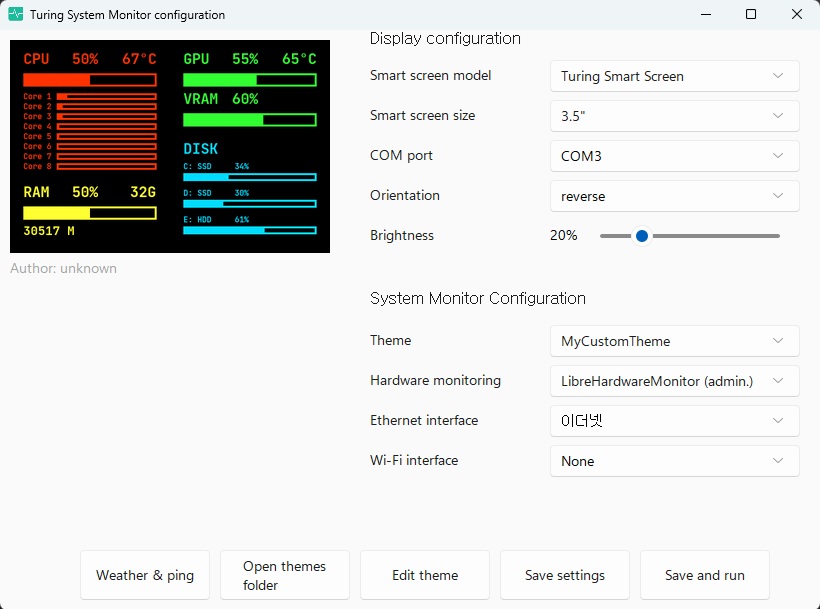 Turing System Monitor configuration
CPU 50% 67°C
Core 1
Core 2
Core 3
Core 4
Core 5
Core 6
Core 7
Core 8
RAM 50% 32G
30517 M
GPU 55% 65°C
VRAM 60%
DISK
C: SSD 34%
D: SSD 30%
E: HDD 61%
Author: unknown
Display configuration
Smart screen model Turing Smart Screen
Smart screen size 3.5"
COM port COM3
Orientation reverse
Brightness 20%
System Monitor Configuration
Theme MyCustomTheme
Hardware monitoring LibreHardwareMonitor (admin.)
Ethernet interface 이더넷
Wi-Fi interface None
Weather & ping
Open themes
folder
Edit theme
Save settings
Save and run